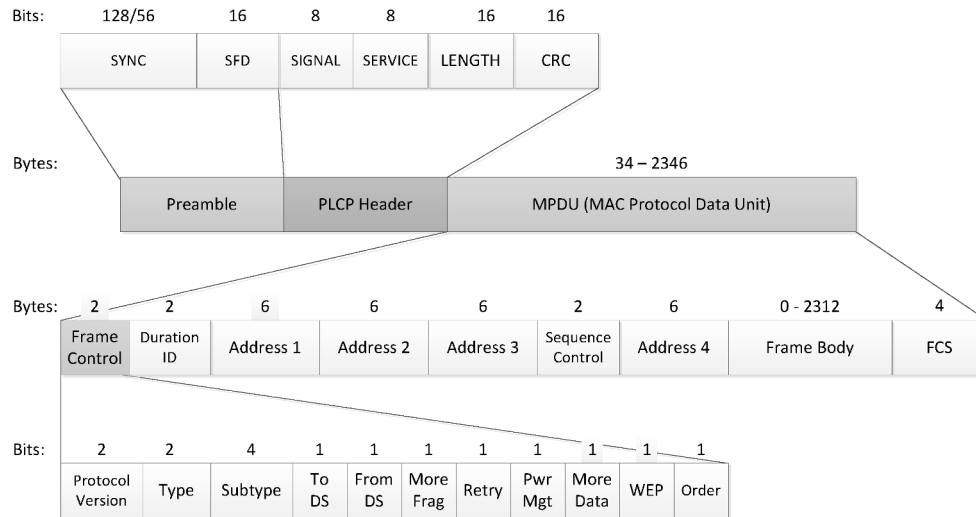 Bits: 128/56 16 8 8 16 16
SYNC SFD SIGNAL SERVICE LENGTH CRC
Bytes: 34 – 2346
Preamble PLCP Header MPDU (MAC Protocol Data Unit)
Bytes: 2 2 6 6 6 2 6 0 - 2312 4
Frame Control
Duration ID
Address 1
Address 2
Address 3
Sequence Control
Address 4
Frame Body
FCS
Bits: 2 2 4 1 1 1 1 1 1 1 1
Protocol Version
Type
Subtype
To DS
From DS
More Frag
Retry
Pwr Mgt
More Data
WEP
Order